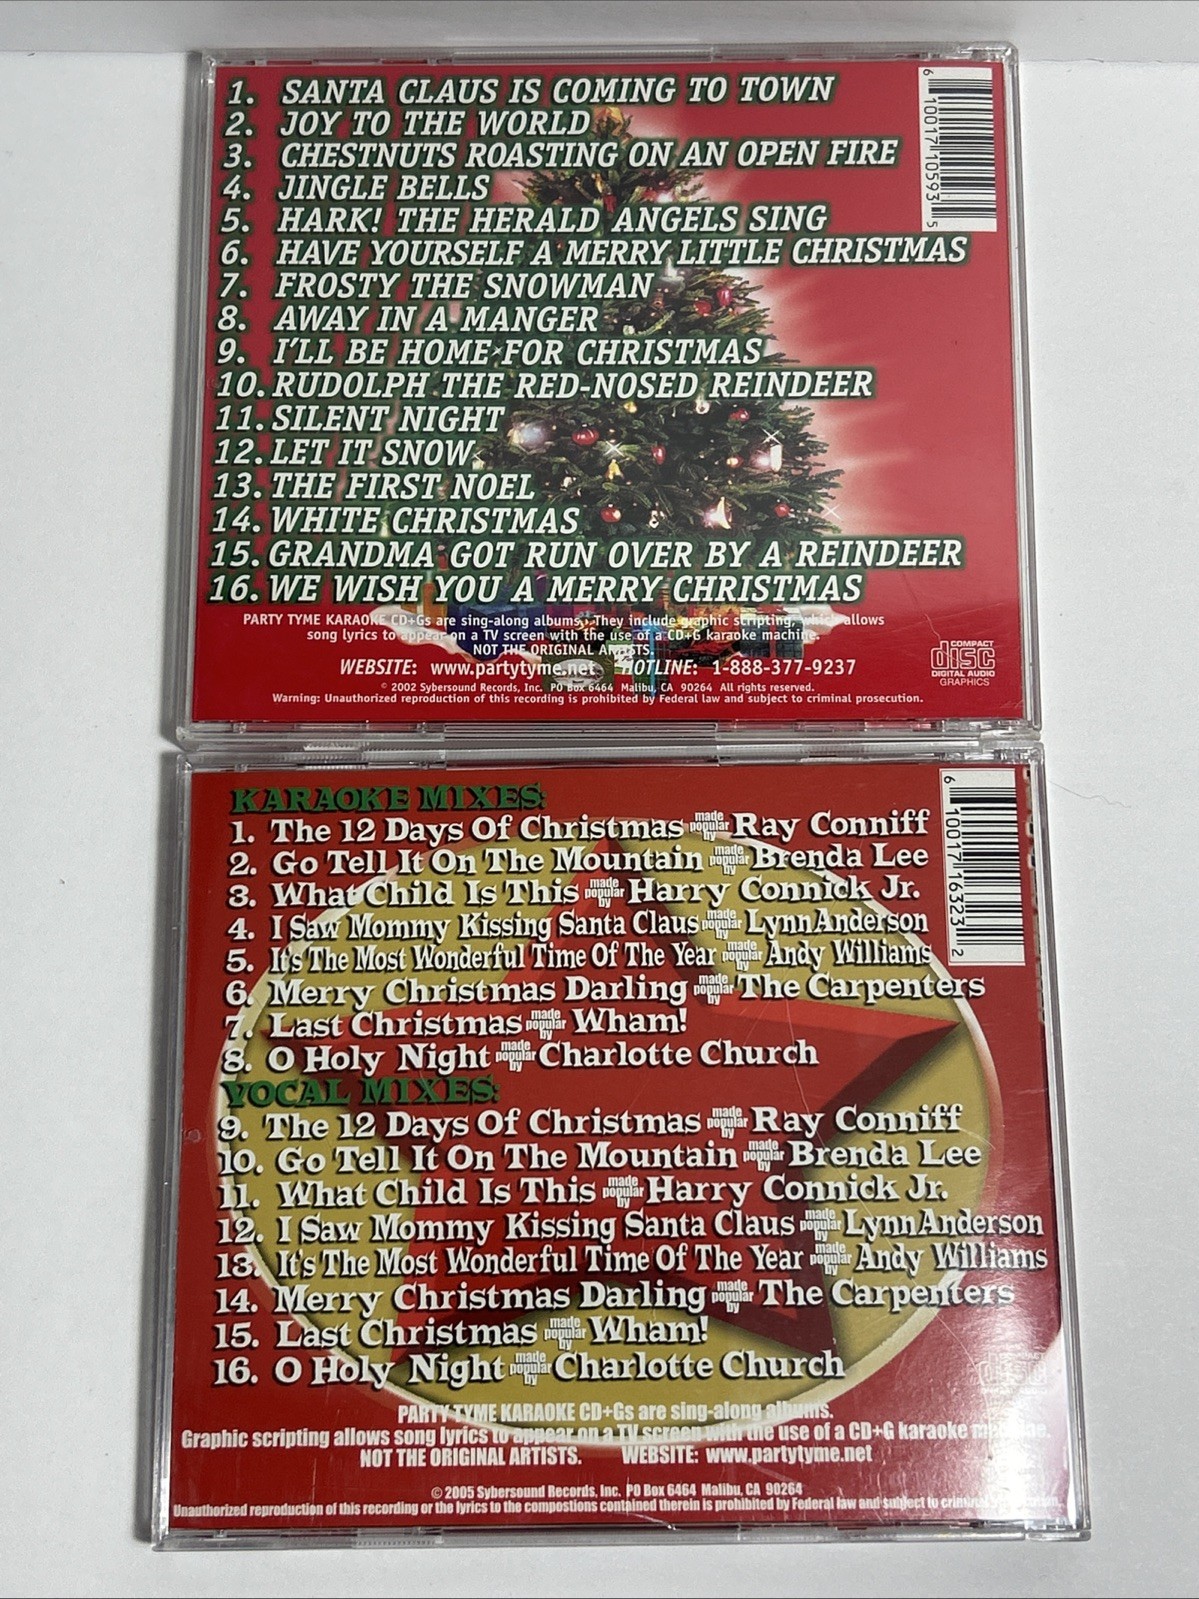 1. SANTA CLAUS IS COMING TO TOWN
2. JOY TO THE WORLD
3. CHESTNUTS ROASTING ON AN OPEN FIRE
4. JINGLE BELLS
5. HARK! THE HERALD ANGELS SING
6. HAVE YOURSELF A MERRY LITTLE CHRISTMAS
7. FROSTY THE SNOWMAN
8. AWAY IN A MANGER
9. I'LL BE HOME FOR CHRISTMAS
10. RUDOLPH THE RED-NOSED REINDEER
11. SILENT NIGHT
12. LET IT SNOW
13. THE FIRST NOEL
14. WHITE CHRISTMAS
15. GRANDMA GOT RUN OVER BY A REINDEER
16. WE WISH YOU A MERRY CHRISTMAS
6 10017 10593 5
PARTY TYME KARAOKE CD+Gs are sing-along albums. They include graphic scripting, which allows
song lyrics to appear on a TV screen with the use of a CD+G karaoke machine.
NOT THE ORIGINAL ARTISTS.
WEBSITE: www.partytyme.net HOTLINE: 1-888-377-9237
© 2002 Sybersound Records, Inc. PO Box 6464 Malibu, CA 90264 All rights reserved.
Warning: Unauthorized reproduction of this recording is prohibited by Federal law and subject to criminal prosecution.
COMPACT
disc
DIGITAL AUDIO
GRAPHICS
KARAOKE MIXES:
1. The 12 Days Of Christmas made popular by Ray Conniff
2. Go Tell It On The Mountain made popular by Brenda Lee
3. What Child Is This made popular by Harry Connick Jr.
4. I Saw Mommy Kissing Santa Claus made popular by Lynn Anderson
5. It's The Most Wonderful Time Of The Year made popular by Andy Williams
6. Merry Christmas Darling made popular by The Carpenters
7. Last Christmas made popular by Wham!
8. O Holy Night made popular by Charlotte Church
6 10017 16323 2
VOCAL MIXES:
9. The 12 Days Of Christmas made popular by Ray Conniff
10. Go Tell It On The Mountain made popular by Brenda Lee
11. What Child Is This made popular by Harry Connick Jr.
12. I Saw Mommy Kissing Santa Claus made popular by Lynn Anderson
13. It's The Most Wonderful Time Of The Year made popular by Andy Williams
14. Merry Christmas Darling made popular by The Carpenters
15. Last Christmas made popular by Wham!
16. O Holy Night made popular by Charlotte Church
disc
PARTY TYME KARAOKE CD+Gs are sing-along albums.
Graphic scripting allows song lyrics to appear on a TV screen with the use of a CD+G karaoke machine.
NOT THE ORIGINAL ARTISTS. WEBSITE: www.partytyme.net
© 2005 Sybersound Records, Inc. PO Box 6464 Malibu, CA 90264
Unauthorized reproduction of this recording or the lyrics to the compostions contained therein is prohibited by Federal law and subject to criminal